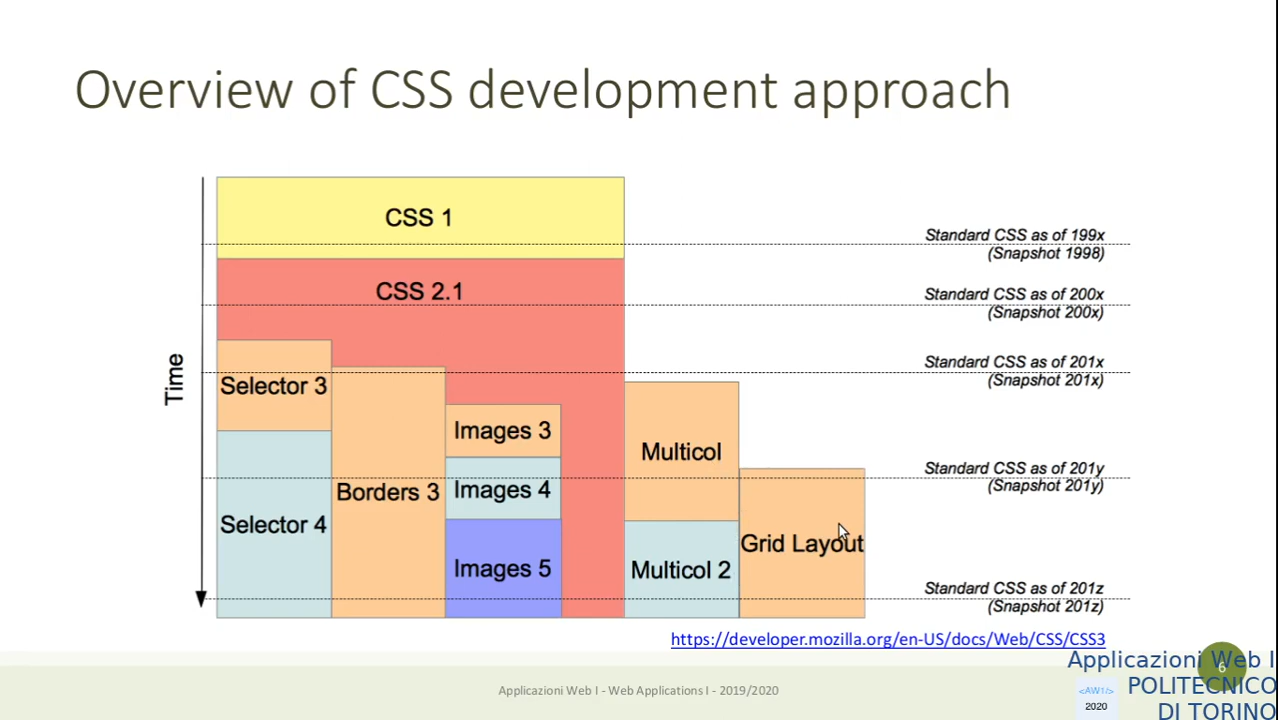 Overview of CSS development approach
CSS 1
Standard CSS as of 199x
(Snapshot 1998)
CSS 2.1
Standard CSS as of 200x
(Snapshot 200x)
Time
Standard CSS as of 201x
(Snapshot 201x)
Selector 3
Images 3
Multicol
Standard CSS as of 201y
(Snapshot 201y)
Borders 3
Images 4
Selector 4
Grid Layout
Images 5
Multicol 2
Standard CSS as of 201z
(Snapshot 201z)
https://developer.mozilla.org/en-US/docs/Web/CSS/CSS3
Applicazioni Web I - Web Applications I - 2019/2020
6
Applicazioni Web I
POLITECNICO
DI TORINO
<AW1/>
2020